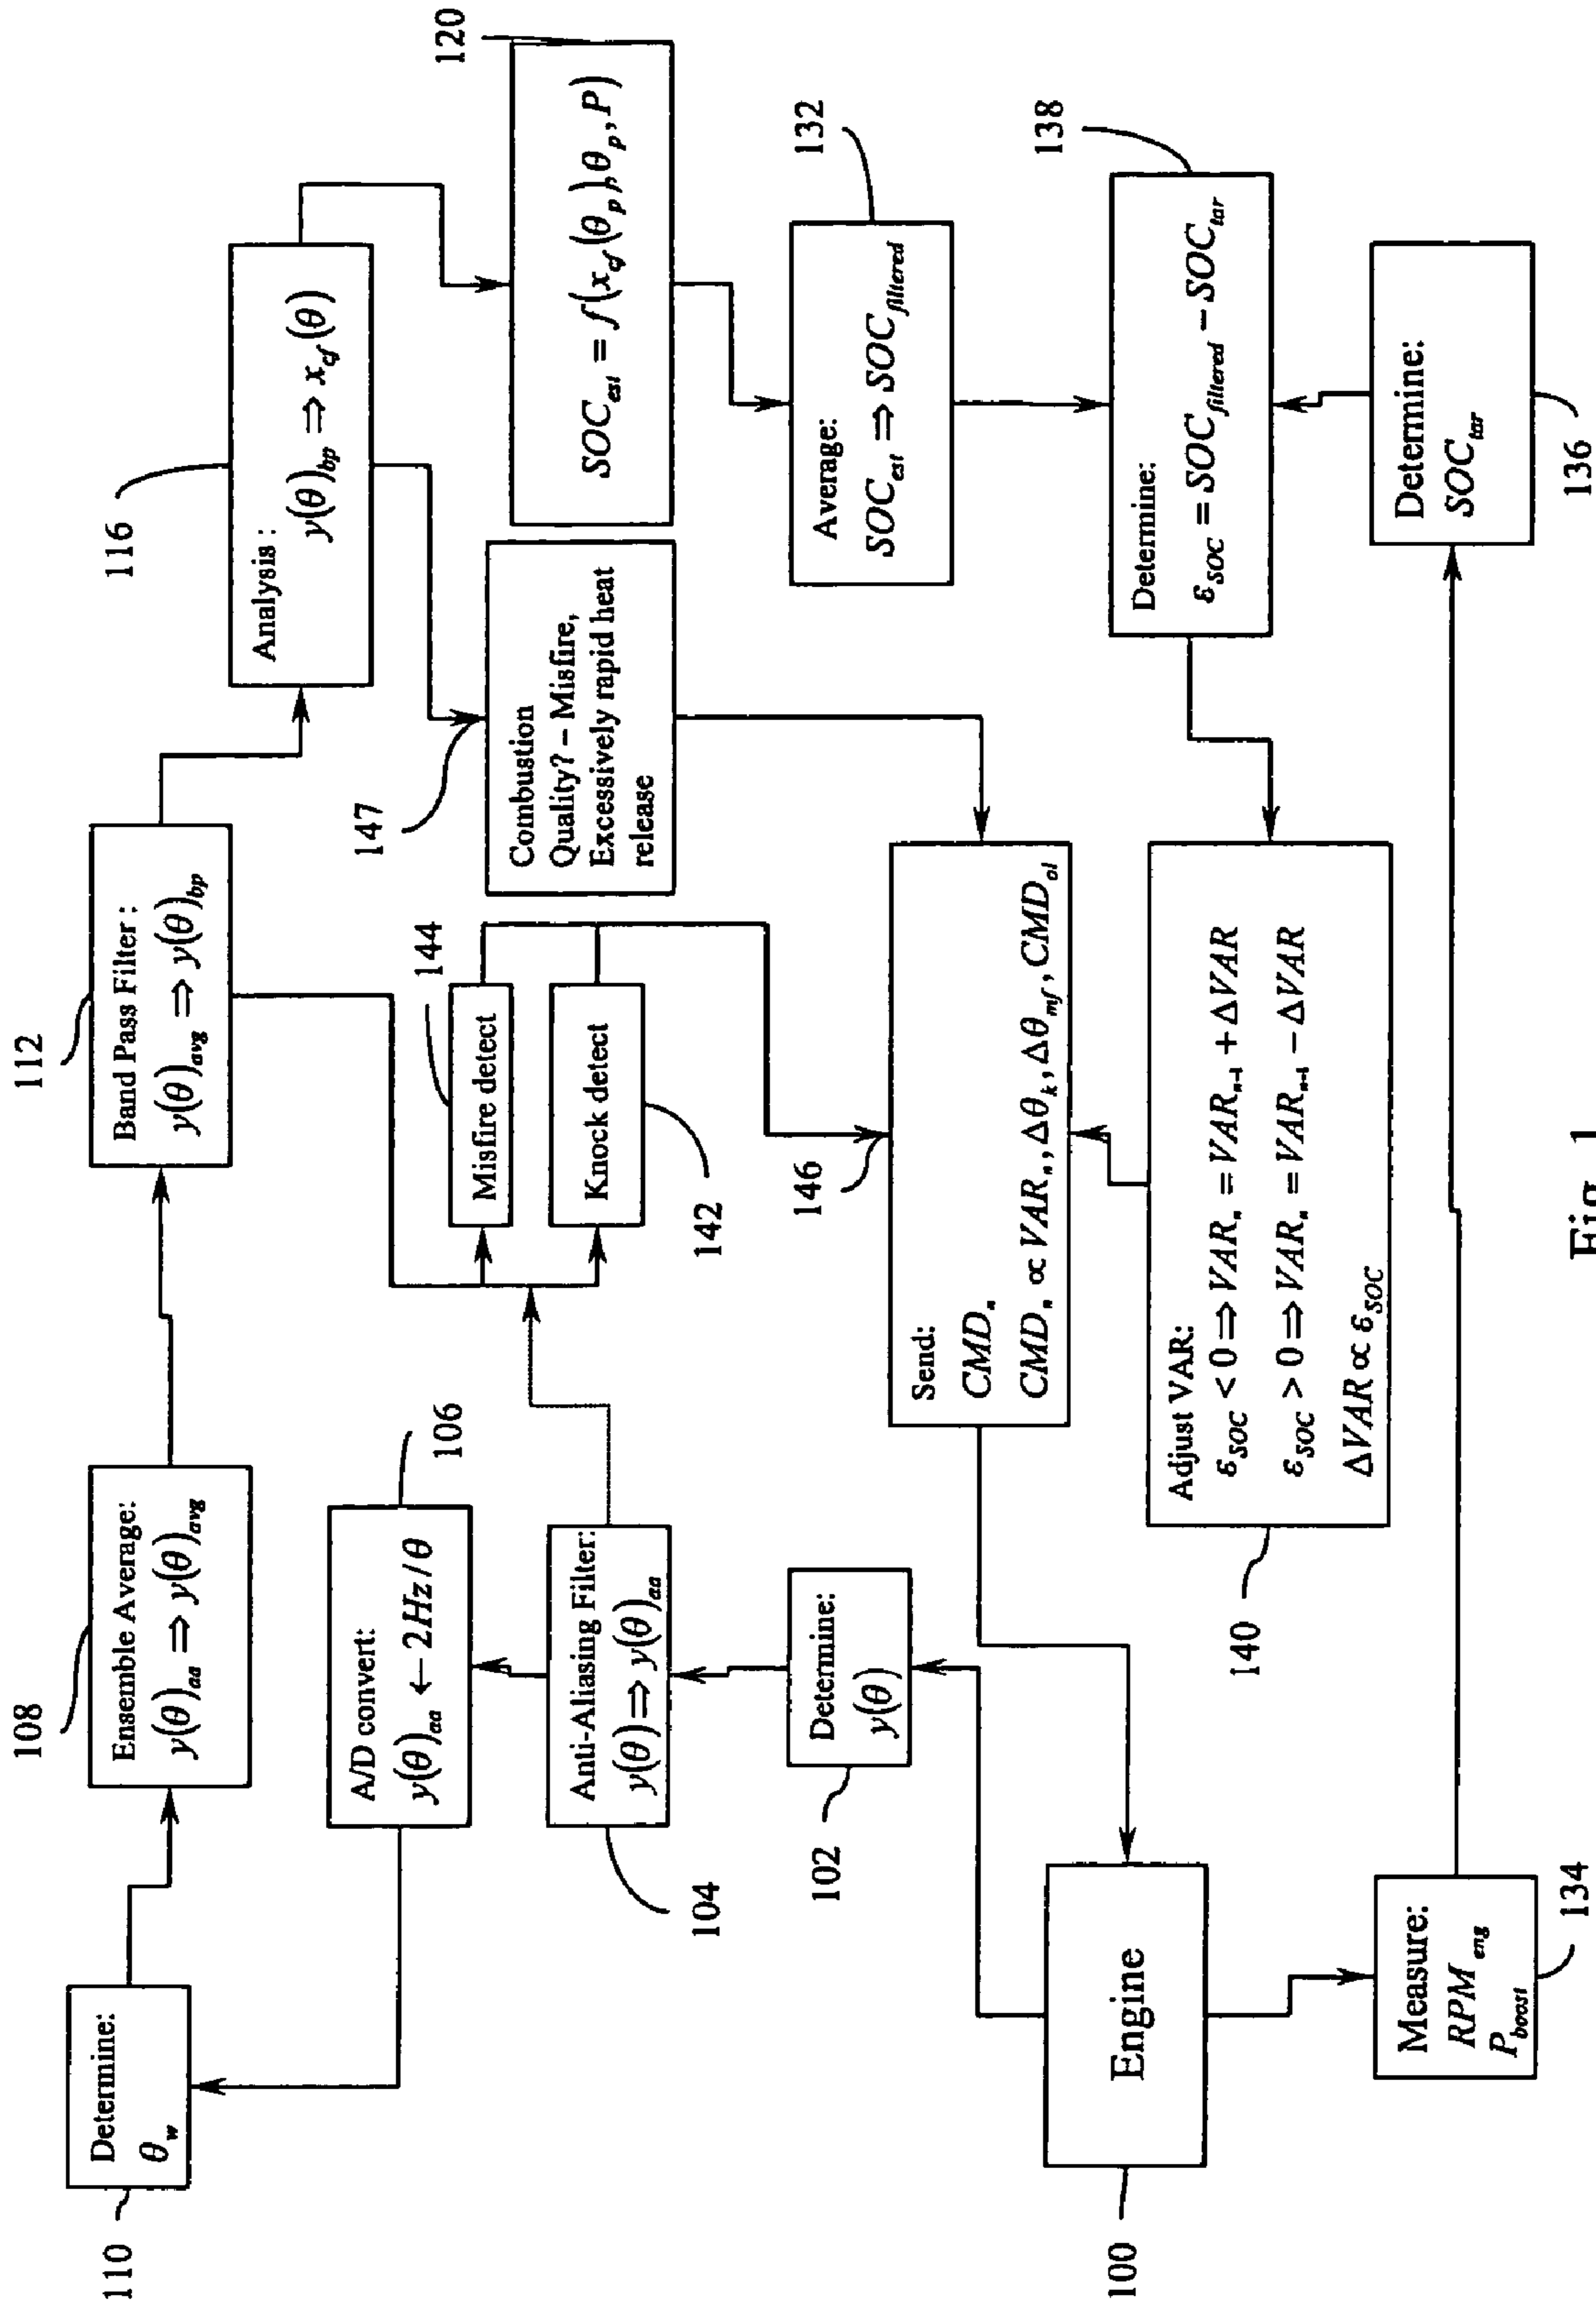 110
Determine:
θ_w
108
Ensemble Average:
y(θ)_aa ⇒ y(θ)_avg
112
Band Pass Filter :
y(θ)_avg ⇒ y(θ)_bp
116
Analysis :
y(θ)_bp ⇒ x_cf(θ)
120
SOC_est = f(x_cf(θ_p), θ_p, P)
106
A/D convert:
y(θ)_aa ← 2Hz / θ
104
Anti-Aliasing Filter:
y(θ) ⇒ y(θ)_aa
102
Determine:
y(θ)
144
Misfire detect
Knock detect
142
147
Combustion
Quality? – Misfire,
Excessively rapid heat
release
132
Average:
SOC_est ⇒ SOC_filtered
146
Send:
CMD_n
CMD_n ∝ VAR_n, Δθ_k, Δθ_mf, CMD_ol
138
Determine:
ε_SOC = SOC_filtered − SOC_tar
100
Engine
140
Adjust VAR:
ε_SOC < 0 ⇒ VAR_n = VAR_n-1 + ΔVAR
ε_SOC > 0 ⇒ VAR_n = VAR_n-1 − ΔVAR
ΔVAR ∝ ε_SOC
134
Measure:
RPM_eng
P_boost
136
Determine:
SOC_tar
Fig. 1